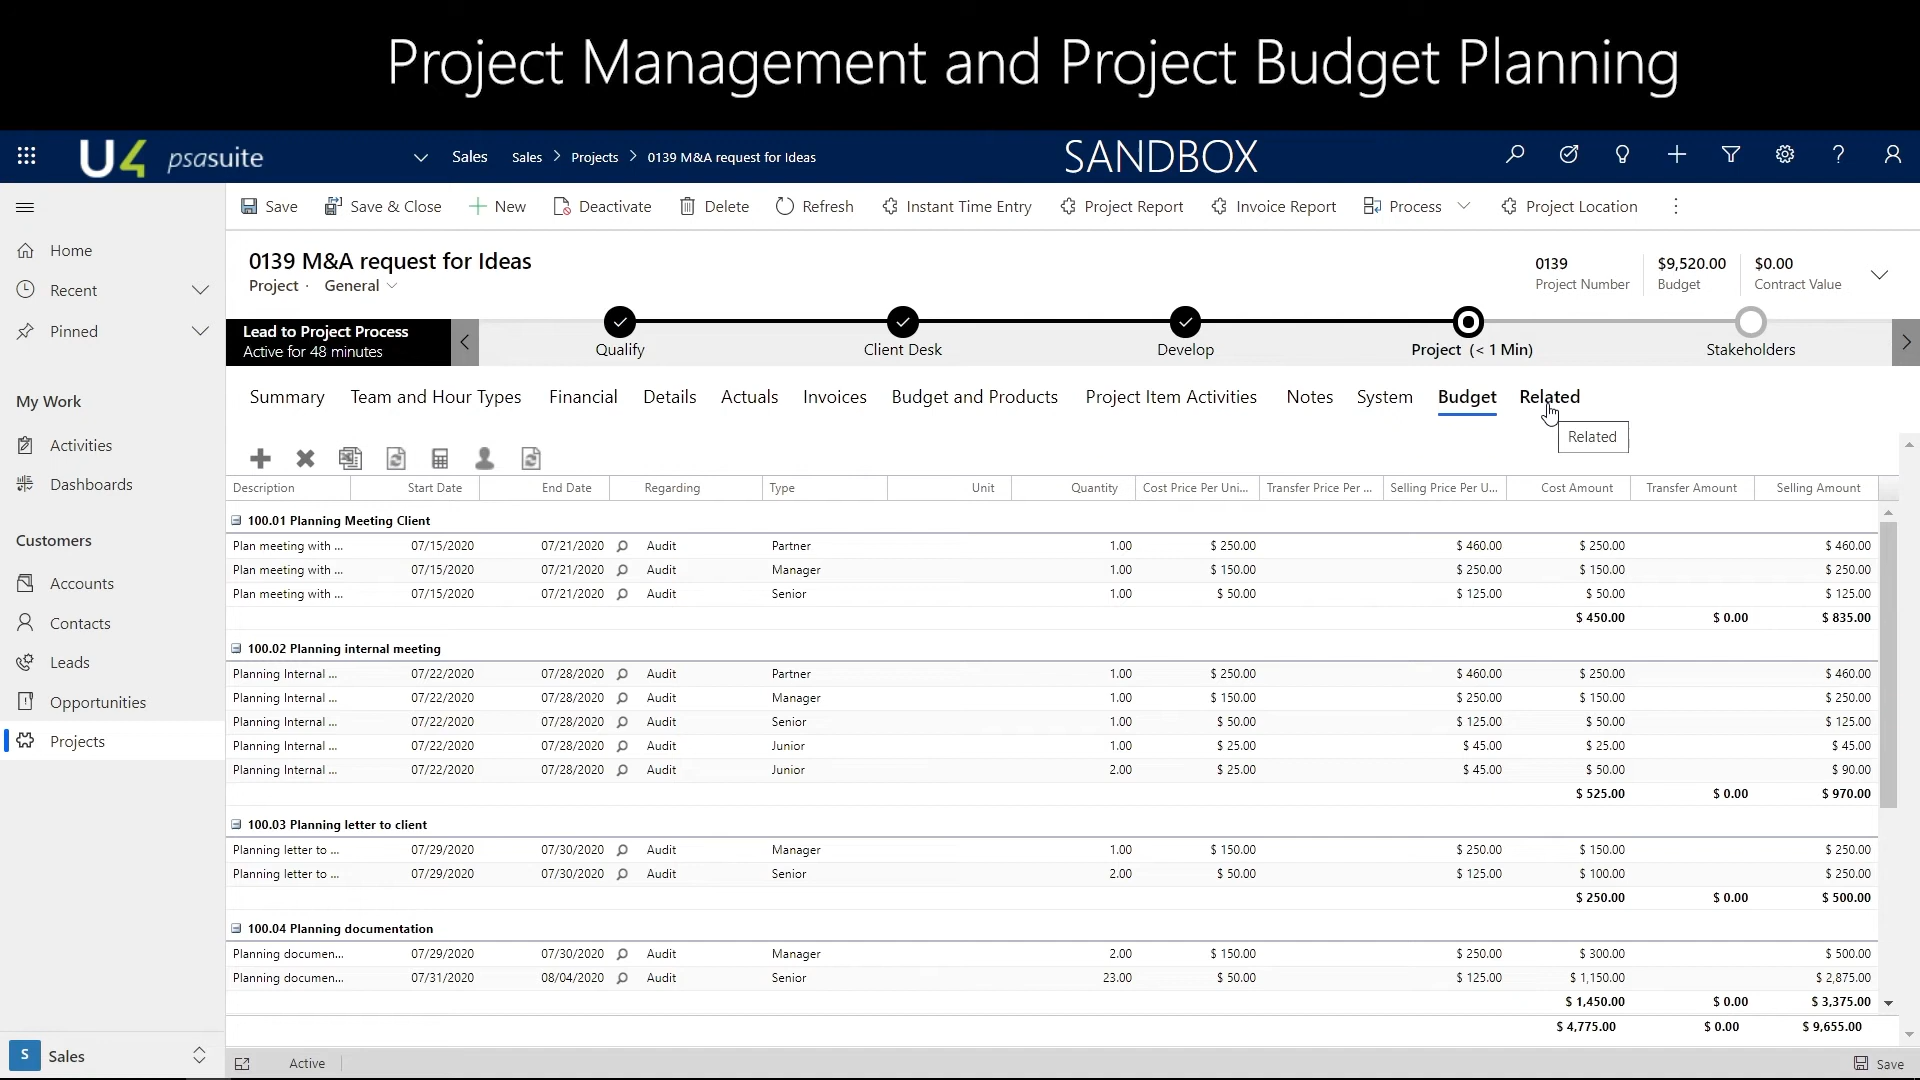 Project Management and Project Budget Planning
U4 psasuite Sales Sales > Projects > 0139 M&A request for Ideas SANDBOX
Save Save & Close New Deactivate Delete Refresh Instant Time Entry Project Report Invoice Report Process Project Location
Home
Recent
Pinned
My Work
Activities
Dashboards
Customers
Accounts
Contacts
Leads
Opportunities
Projects
S Sales
0139 M&A request for Ideas
Project · General
0139 $9,520.00 $0.00
Project Number Budget Contract Value
Lead to Project Process
Active for 48 minutes
Qualify Client Desk Develop Project (< 1 Min) Stakeholders
Summary Team and Hour Types Financial Details Actuals Invoices Budget and Products Project Item Activities Notes System Budget Related
Related
Description Start Date End Date Regarding Type Unit Quantity Cost Price Per Uni... Transfer Price Per ... Selling Price Per U... Cost Amount Transfer Amount Selling Amount
100.01 Planning Meeting Client
Plan meeting with ... 07/15/2020 07/21/2020 Audit Partner 1.00 $ 250.00 $ 460.00 $ 250.00 $ 460.00
Plan meeting with ... 07/15/2020 07/21/2020 Audit Manager 1.00 $ 150.00 $ 250.00 $ 150.00 $ 250.00
Plan meeting with ... 07/15/2020 07/21/2020 Audit Senior 1.00 $ 50.00 $ 125.00 $ 50.00 $ 125.00
$ 450.00 $ 0.00 $ 835.00
100.02 Planning internal meeting
Planning Internal ... 07/22/2020 07/28/2020 Audit Partner 1.00 $ 250.00 $ 460.00 $ 250.00 $ 460.00
Planning Internal ... 07/22/2020 07/28/2020 Audit Manager 1.00 $ 150.00 $ 250.00 $ 150.00 $ 250.00
Planning Internal ... 07/22/2020 07/28/2020 Audit Senior 1.00 $ 50.00 $ 125.00 $ 50.00 $ 125.00
Planning Internal ... 07/22/2020 07/28/2020 Audit Junior 1.00 $ 25.00 $ 45.00 $ 25.00 $ 45.00
Planning Internal ... 07/22/2020 07/28/2020 Audit Junior 2.00 $ 25.00 $ 45.00 $ 50.00 $ 90.00
$ 525.00 $ 0.00 $ 970.00
100.03 Planning letter to client
Planning letter to ... 07/29/2020 07/30/2020 Audit Manager 1.00 $ 150.00 $ 250.00 $ 150.00 $ 250.00
Planning letter to ... 07/29/2020 07/30/2020 Audit Senior 2.00 $ 50.00 $ 125.00 $ 100.00 $ 250.00
$ 250.00 $ 0.00 $ 500.00
100.04 Planning documentation
Planning documen... 07/29/2020 07/30/2020 Audit Manager 2.00 $ 150.00 $ 250.00 $ 300.00 $ 500.00
Planning documen... 07/31/2020 08/04/2020 Audit Senior 23.00 $ 50.00 $ 125.00 $ 1,150.00 $ 2,875.00
$ 1,450.00 $ 0.00 $ 3,375.00
$ 4,775.00 $ 0.00 $ 9,655.00
Active Save